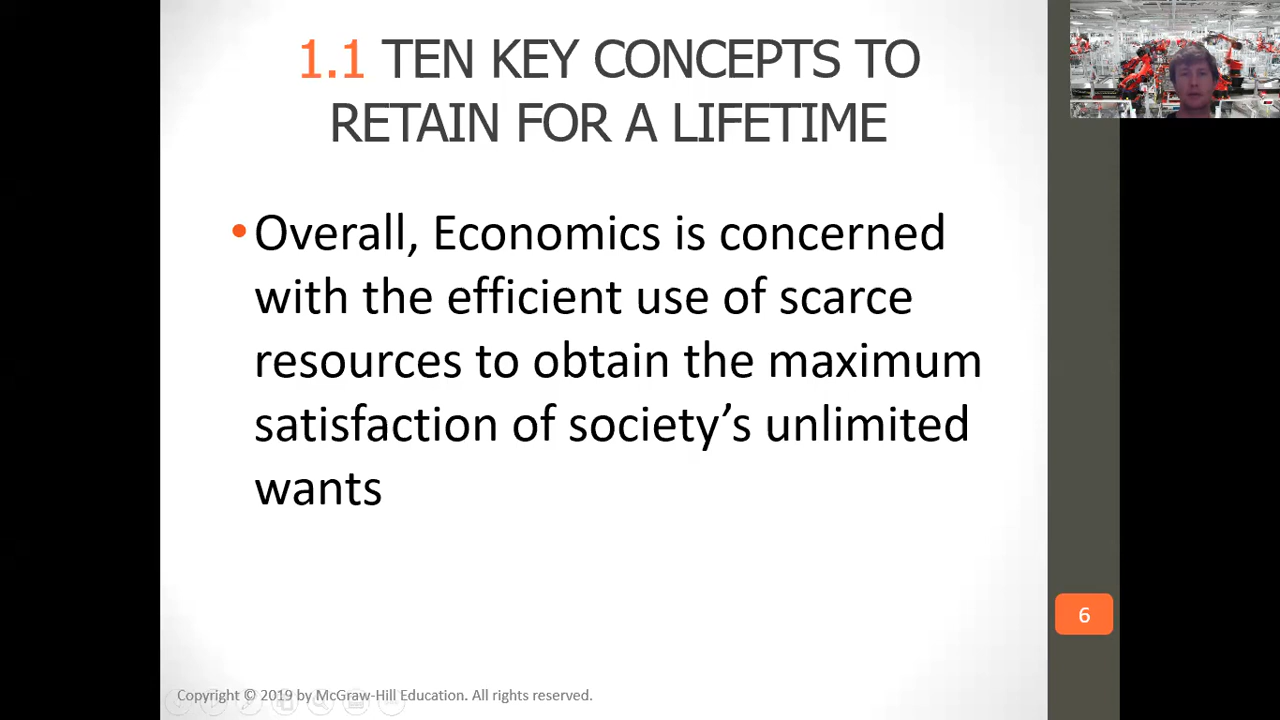 1.1 TEN KEY CONCEPTS TO
RETAIN FOR A LIFETIME
• Overall, Economics is concerned
with the efficient use of scarce
resources to obtain the maximum
satisfaction of society’s unlimited
wants
6
Copyright © 2019 by McGraw-Hill Education. All rights reserved.